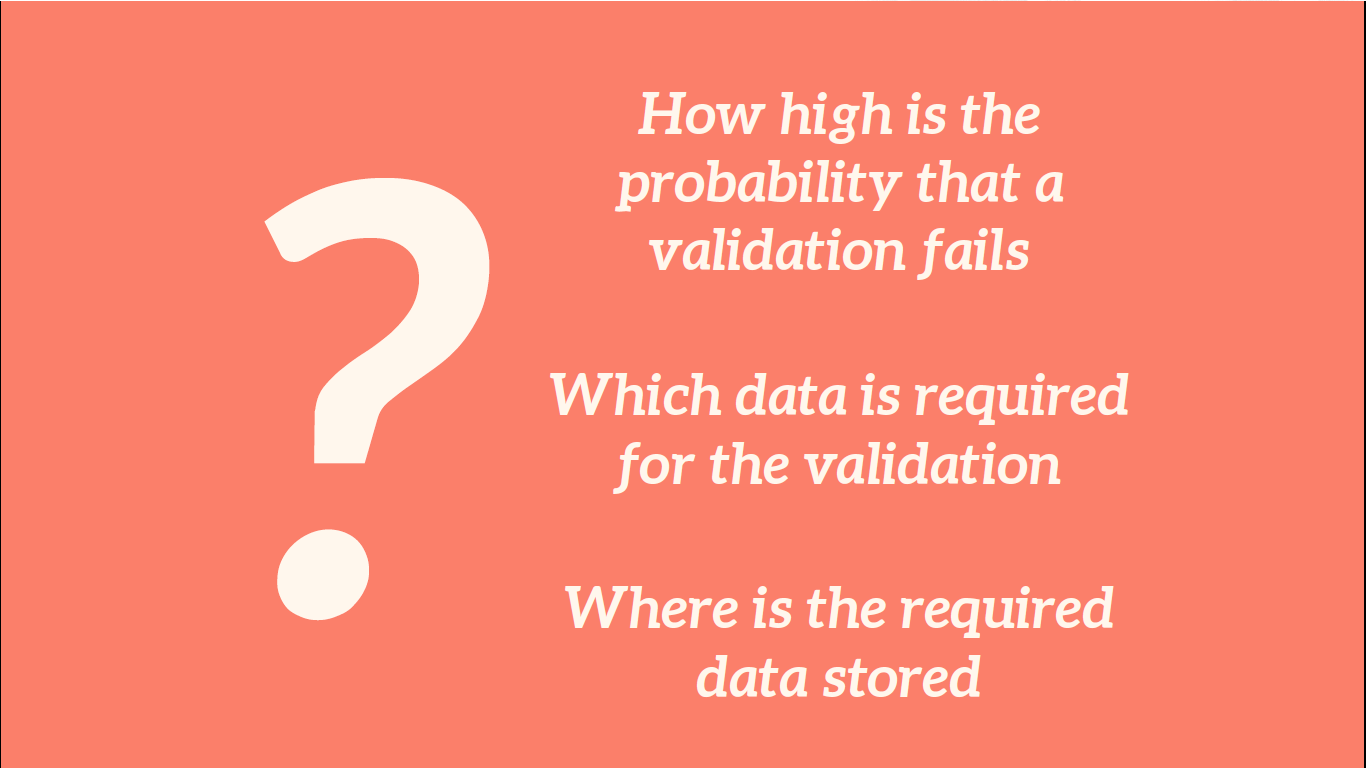 ?
How high is the
probability that a
validation fails
Which data is required
for the validation
Where is the required
data stored